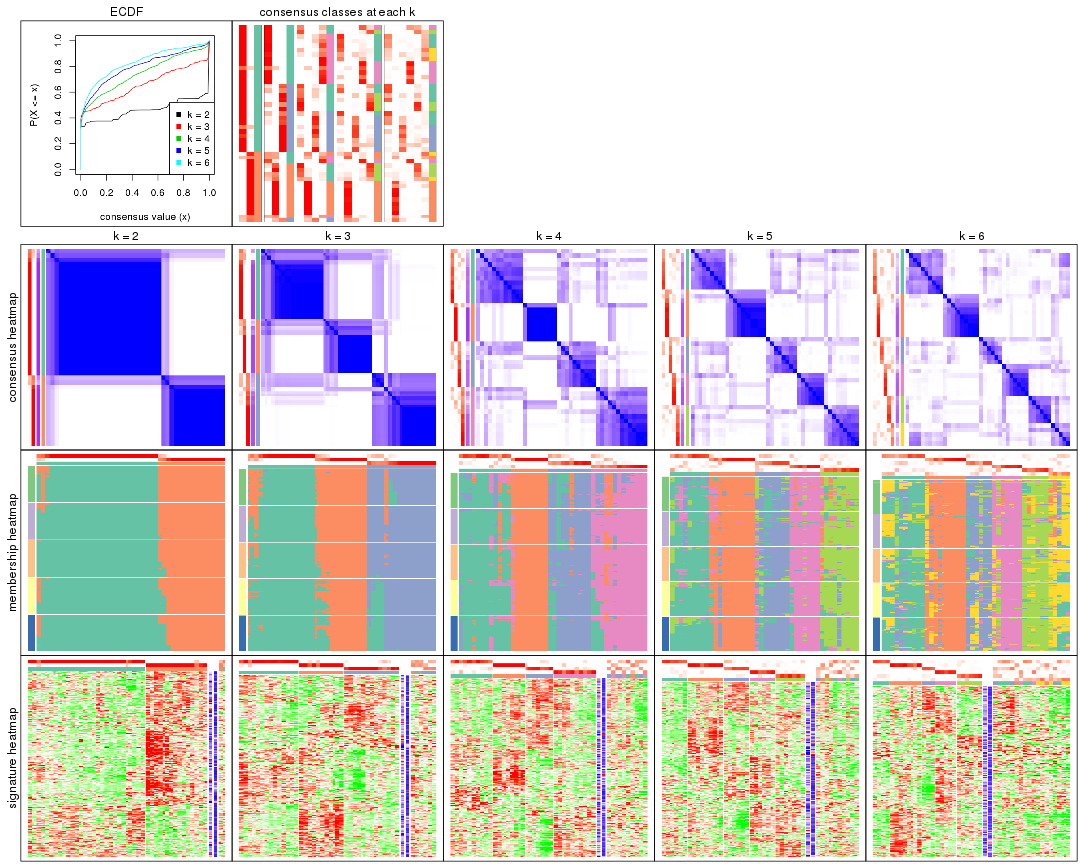 ECDF
consensus classes at each k
P(X <= x)
0.0 0.2 0.4 0.6 0.8 1.0
k = 2
k = 3
k = 4
k = 5
k = 6
0.0 0.2 0.4 0.6 0.8 1.0
consensus value (x)
k = 2
k = 3
k = 4
k = 5
k = 6
consensus heatmap
membership heatmap
signature heatmap